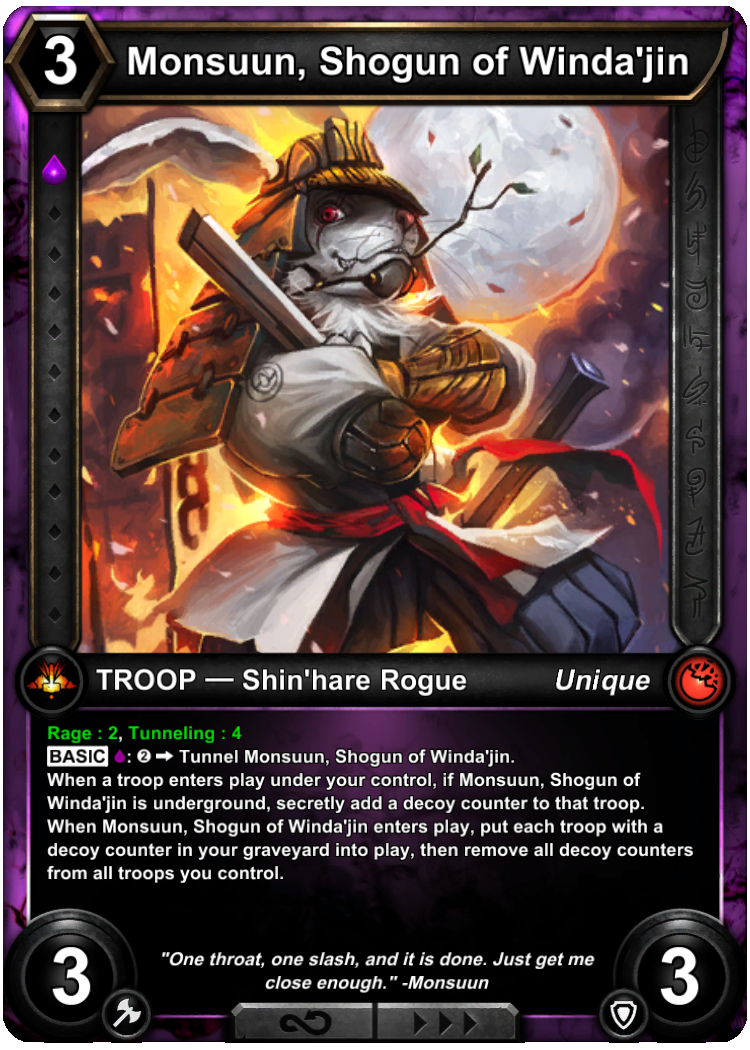 3
Monsuun, Shogun of Winda'jin
TROOP — Shin'hare Rogue
Unique
Rage : 2, Tunneling : 4
BASIC : ❷ ➡ Tunnel Monsuun, Shogun of Winda'jin.
When a troop enters play under your control, if Monsuun, Shogun of
Winda'jin is underground, secretly add a decoy counter to that troop.
When Monsuun, Shogun of Winda'jin enters play, put each troop with a
decoy counter in your graveyard into play, then remove all decoy counters
from all troops you control.
"One throat, one slash, and it is done. Just get me
close enough." -Monsuun
3
3